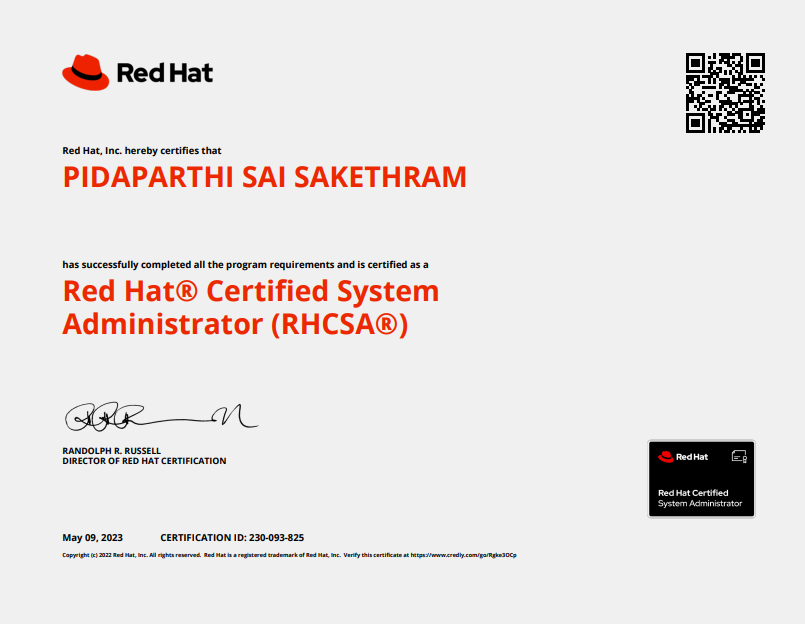 Red Hat
Red Hat, Inc. hereby certifies that
PIDAPARTHI SAI SAKETHRAM
has successfully completed all the program requirements and is certified as a
Red Hat® Certified System
Administrator (RHCSA®)
RANDOLPH R. RUSSELL
DIRECTOR OF RED HAT CERTIFICATION
Red Hat
Red Hat Certified
System Administrator
May 09, 2023 CERTIFICATION ID: 230-093-825
Copyright (c) 2022 Red Hat, Inc. All rights reserved. Red Hat is a registered trademark of Red Hat, Inc. Verify this certificate at https://www.credly.com/go/Rgke3OCp